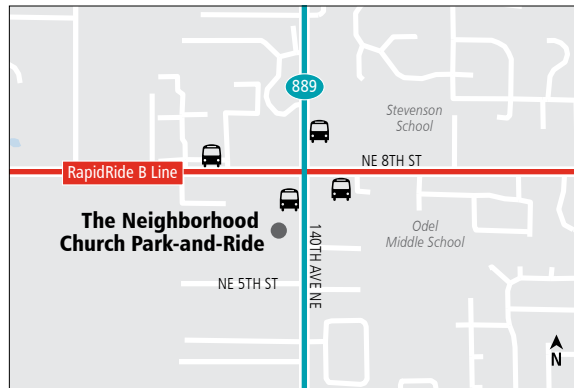 889
Stevenson
School
NE 8TH ST
RapidRide B Line
The Neighborhood
Church Park-and-Ride
140TH AVE NE
Odel
Middle School
NE 5TH ST
N